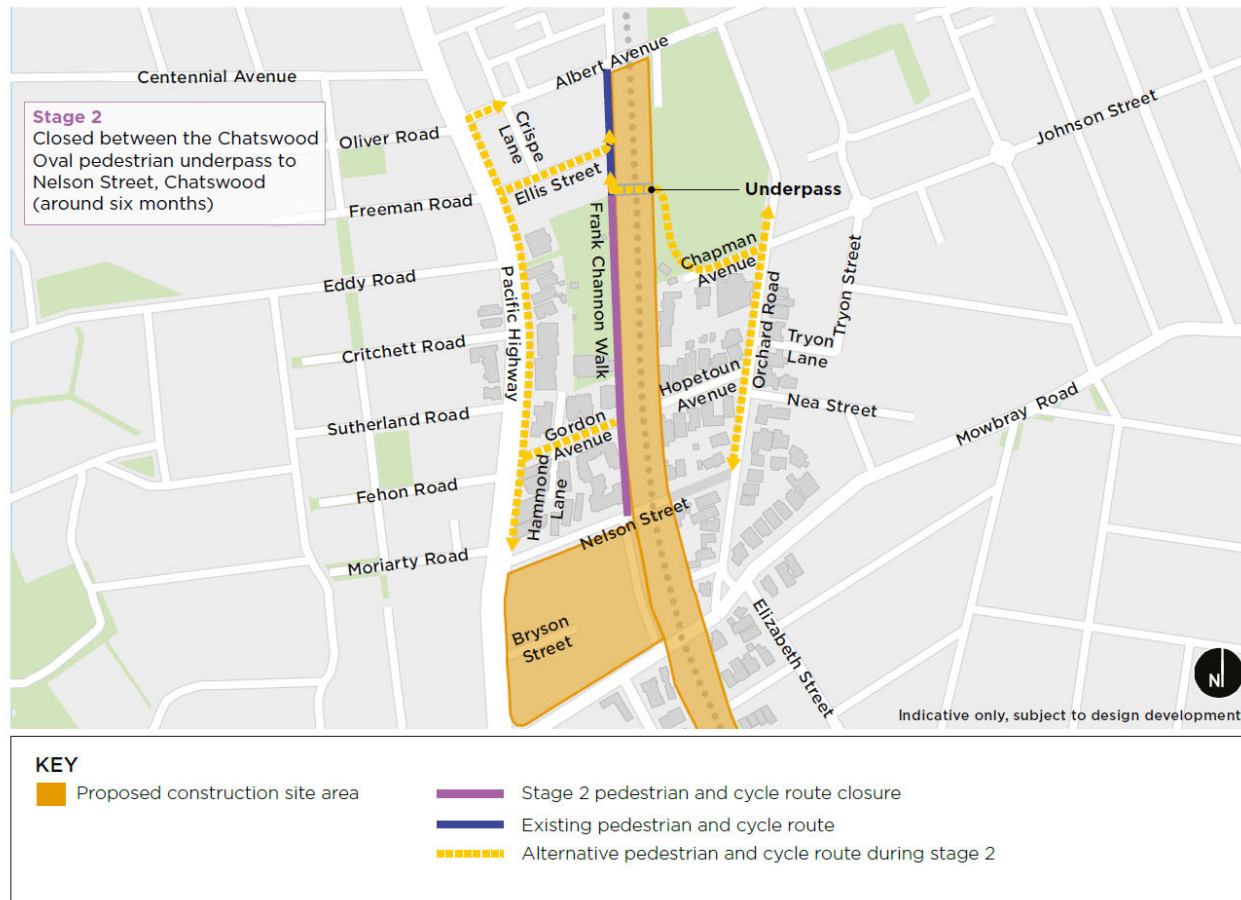 Albert Avenue
Centennial Avenue
Stage 2
Closed between the Chatswood
Oval pedestrian underpass to
Nelson Street, Chatswood
(around six months)
Oliver Road
Crispe
Lane
Johnson Street
Ellis Street
Underpass
Freeman Road
Frank Channon Walk
Chapman
Avenue
Eddy Road
Pacific Highway
Orchard Road
Tryon Street
Critchett Road
Tryon
Lane
Hopetoun
Avenue
Nea Street
Mowbray Road
Sutherland Road
Gordon
Avenue
Fehon Road
Hammond
Lane
Nelson Street
Moriarty Road
Bryson
Street
Elizabeth Street
N
Indicative only, subject to design development
KEY
Proposed construction site area
Stage 2 pedestrian and cycle route closure
Existing pedestrian and cycle route
Alternative pedestrian and cycle route during stage 2